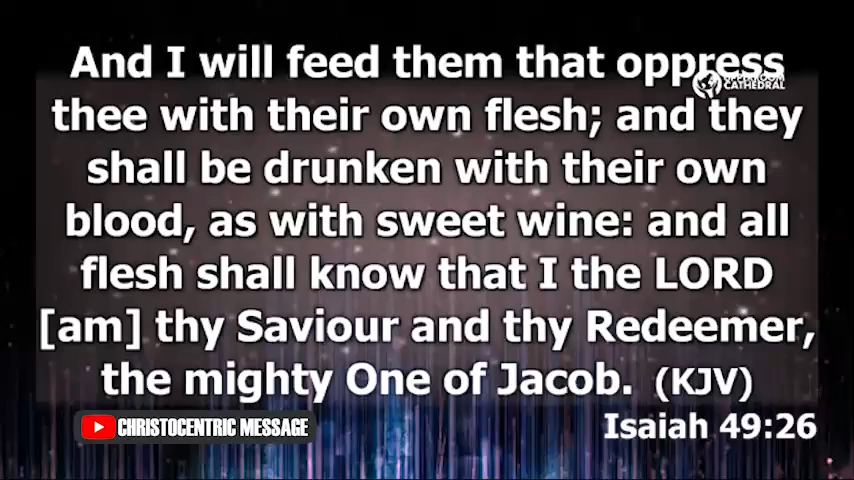 And I will feed them that oppress
thee with their own flesh; and they
shall be drunken with their own
blood, as with sweet wine: and all
flesh shall know that I the LORD
[am] thy Saviour and thy Redeemer,
the mighty One of Jacob. (KJV)
Isaiah 49:26
CATHEDRAL
CHRISTOCENTRIC MESSAGE